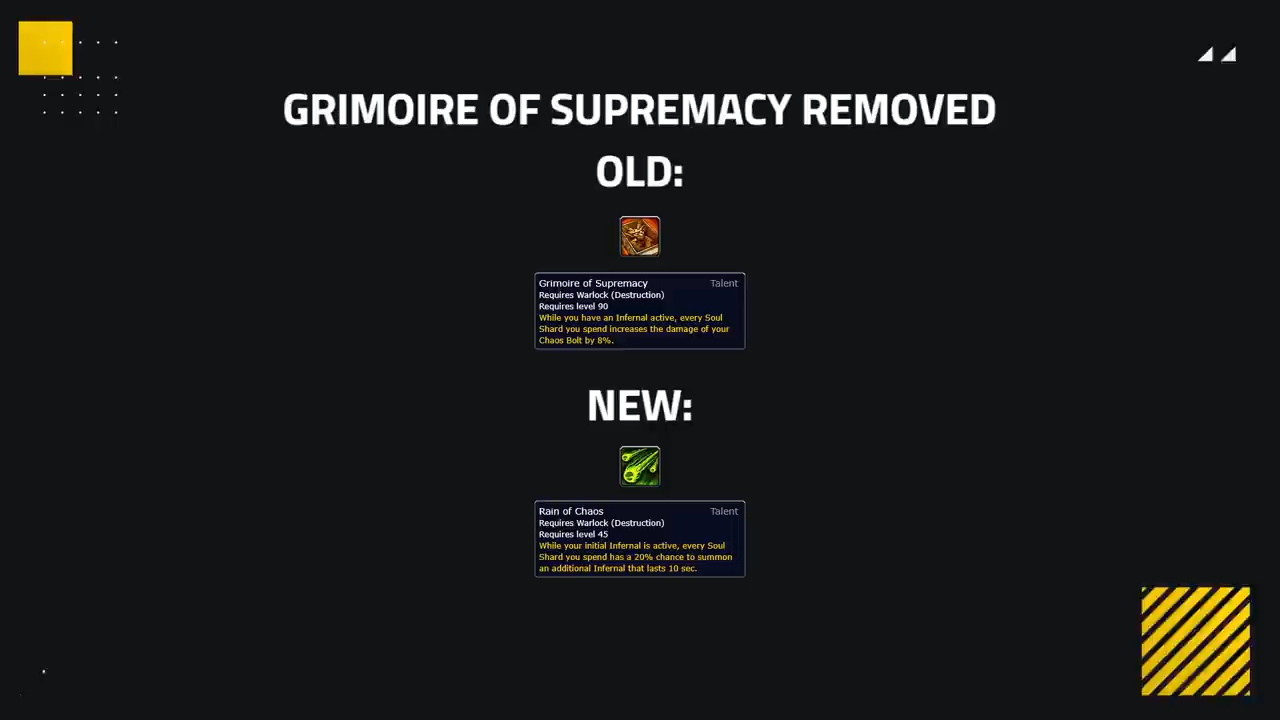 GRIMOIRE OF SUPREMACY REMOVED
OLD:
Grimoire of Supremacy Talent
Requires Warlock (Destruction)
Requires level 90
While you have an Infernal active, every Soul
Shard you spend increases the damage of your
Chaos Bolt by 8%.
NEW:
Rain of Chaos Talent
Requires Warlock (Destruction)
Requires level 45
While your initial Infernal is active, every Soul
Shard you spend has a 20% chance to summon
an additional Infernal that lasts 10 sec.